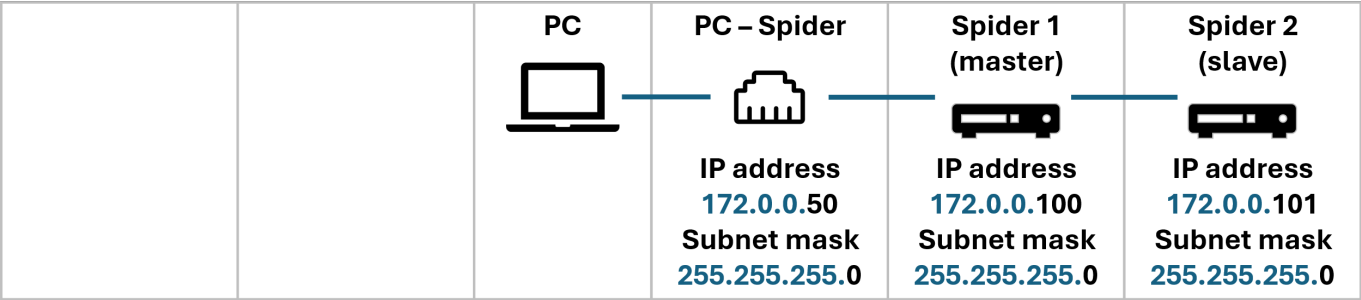 PC
PC – Spider
IP address
172.0.0.50
Subnet mask
255.255.255.0
Spider 1
(master)
IP address
172.0.0.100
Subnet mask
255.255.255.0
Spider 2
(slave)
IP address
172.0.0.101
Subnet mask
255.255.255.0